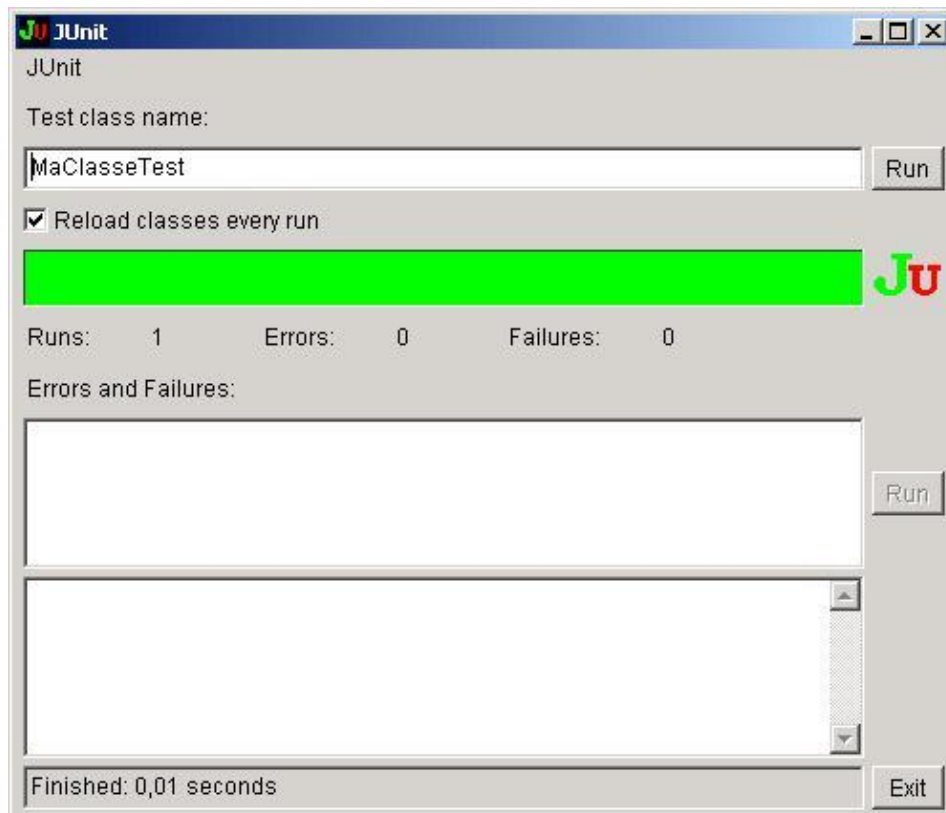 JU JUnit
JUnit
Test class name:
MaClasseTest Run
Reload classes every run
JU
Runs: 1 Errors: 0 Failures: 0
Errors and Failures:
Run
Finished: 0,01 seconds Exit